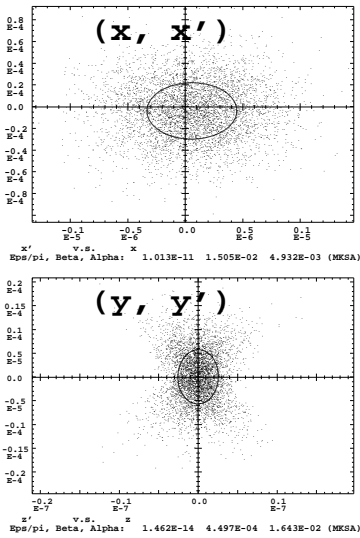 (x, x')
0.8
E-4
0.6
E-4
0.4
E-4
0.2
E-4
0.0
-0.2
E-4
-0.4
E-4
-0.6
E-4
-0.8
E-4
-0.1
E-5
-0.5
E-6
0.0
0.5
E-6
0.1
E-5
x' v.s. x
Eps/pi, Beta, Alpha: 1.013E-11 1.505E-02 4.932E-03 (MKSA)
(y, y')
0.2
E-4
0.15
E-4
0.1
E-4
0.5
E-5
0.0
-0.5
E-5
-0.1
E-4
-0.15
E-4
-0.2
E-4
-0.2
E-7
-0.1
E-7
0.0
0.1
E-7
z' v.s. z
Eps/pi, Beta, Alpha: 1.462E-14 4.497E-04 1.643E-02 (MKSA)